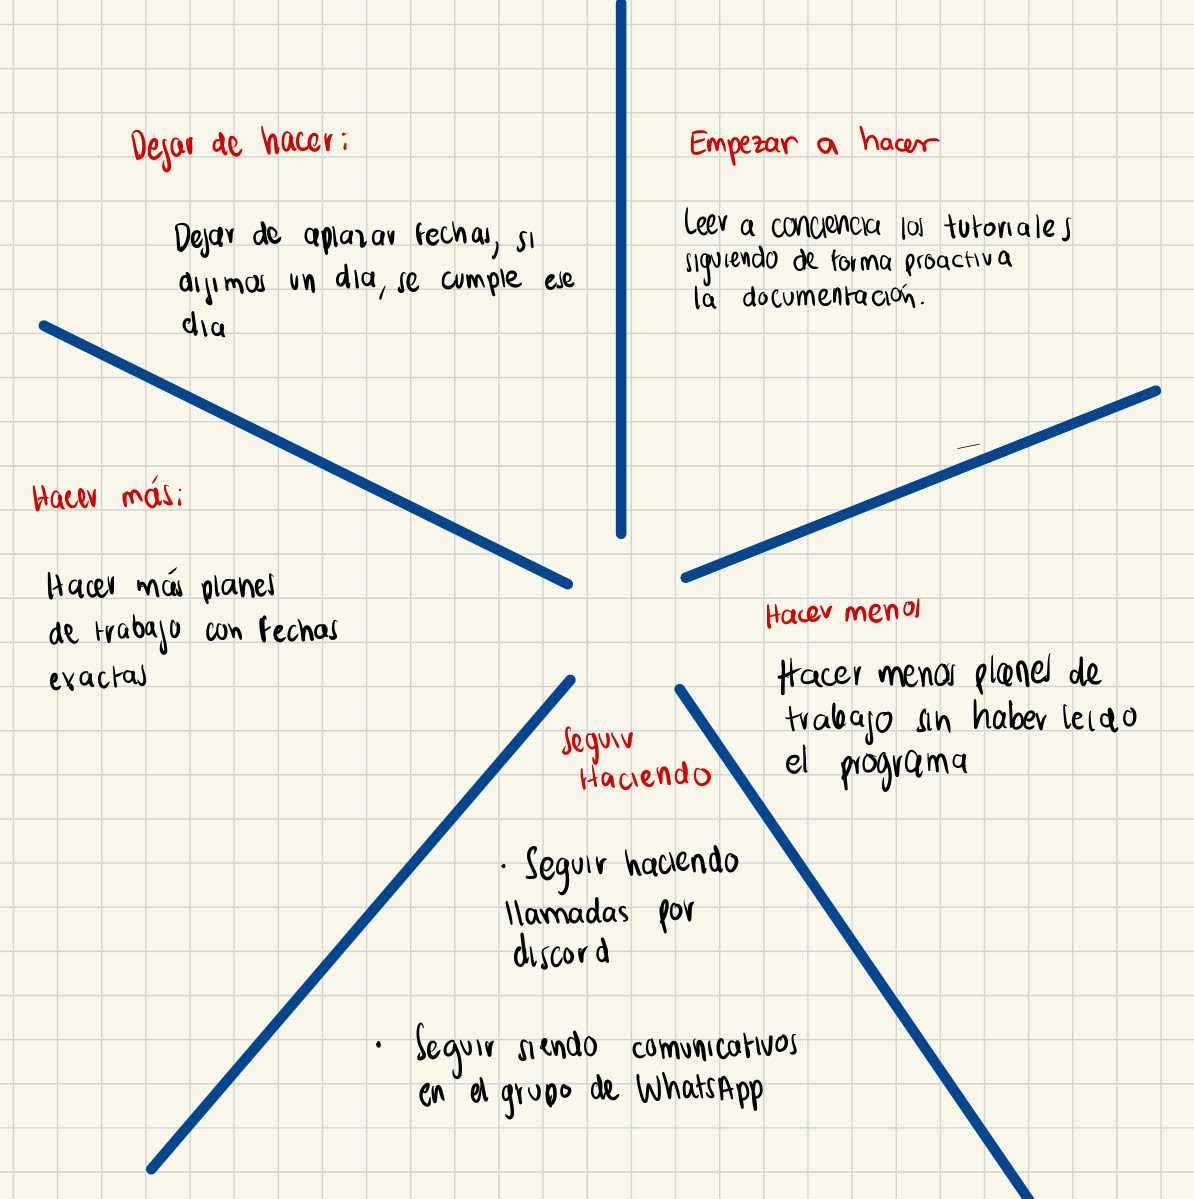 Dejar de hacer:
Dejar de aplazar fechas, si
dijimos un dia, se cumple ese
dia
Empezar a hacer
Leer a conciencia los tutoriales
siguiendo de forma proactiva
la documentación.
Hacer más:
Hacer más planes
de trabajo con fechas
exactas
Hacer menos
Hacer menos planes de
trabajo sin haber leido
el programa
Seguir
Haciendo
· Seguir haciendo
llamadas por
discord
· Seguir siendo comunicativos
en el grupo de WhatsApp